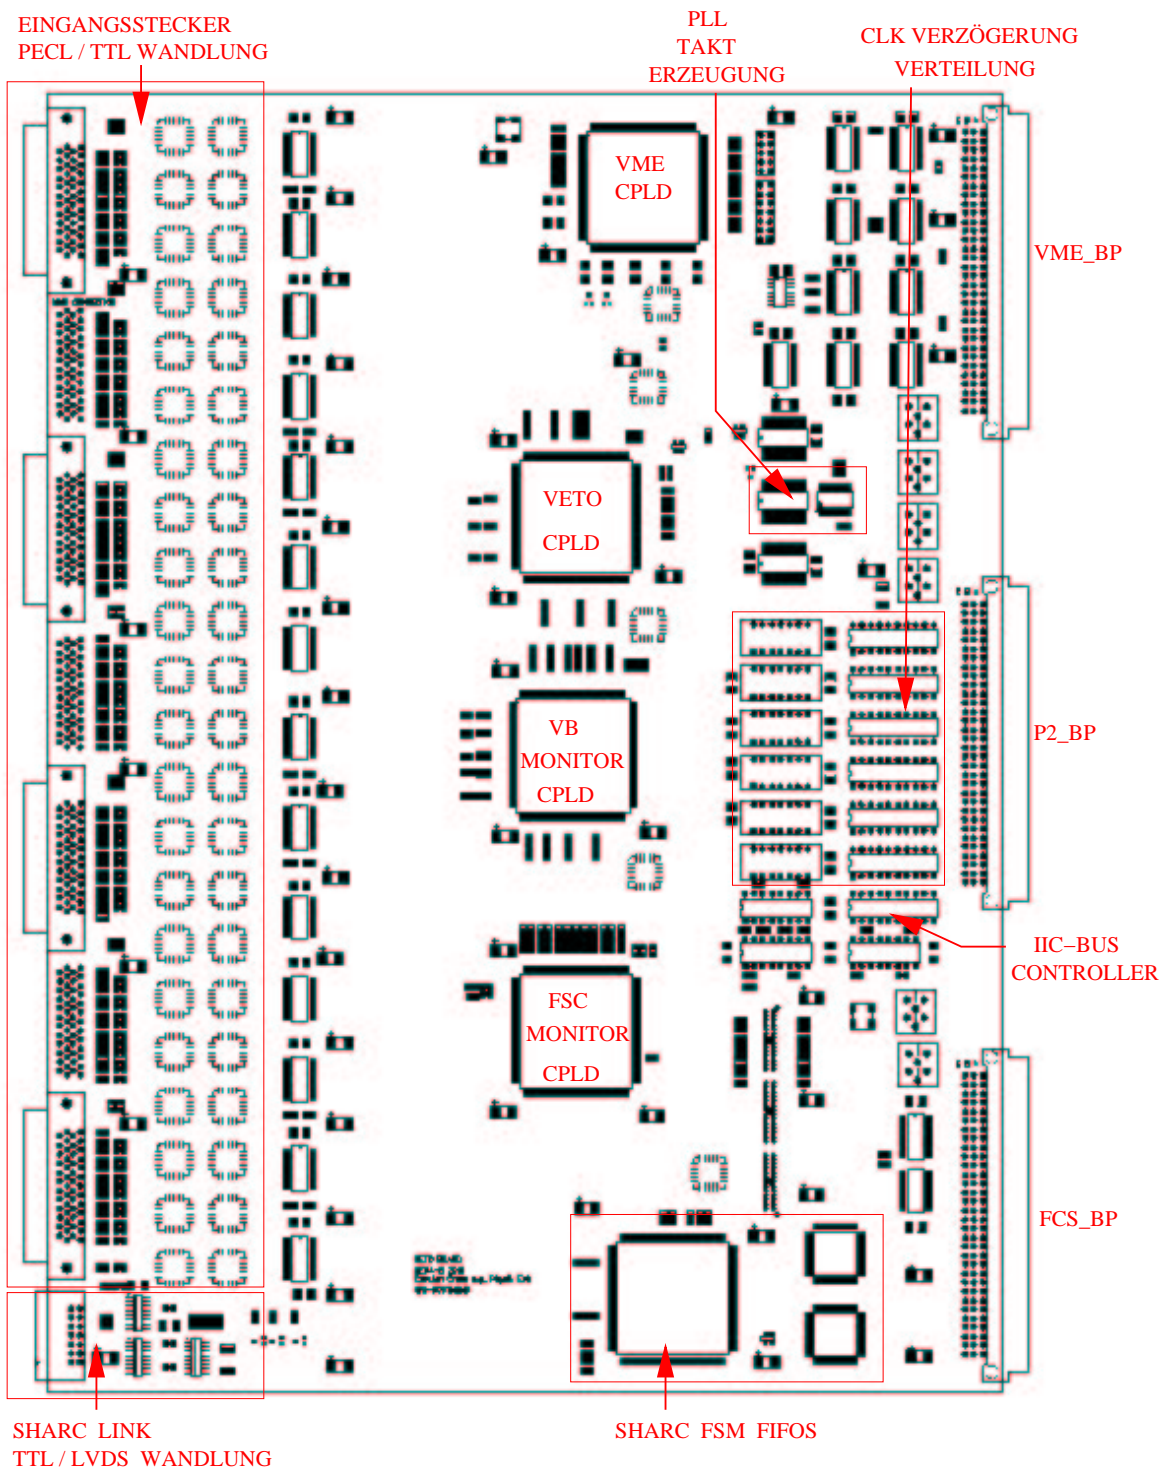 EINGANGSSTECKER
PECL / TTL WANDLUNG
PLL
TAKT
ERZEUGUNG
CLK VERZÖGERUNG
VERTEILUNG
VME
CPLD
VME_BP
VETO
CPLD
VB
MONITOR
CPLD
P2_BP
IIC-BUS
CONTROLLER
FSC
MONITOR
CPLD
FCS_BP
SHARC LINK
TTL / LVDS WANDLUNG
SHARC FSM FIFOS